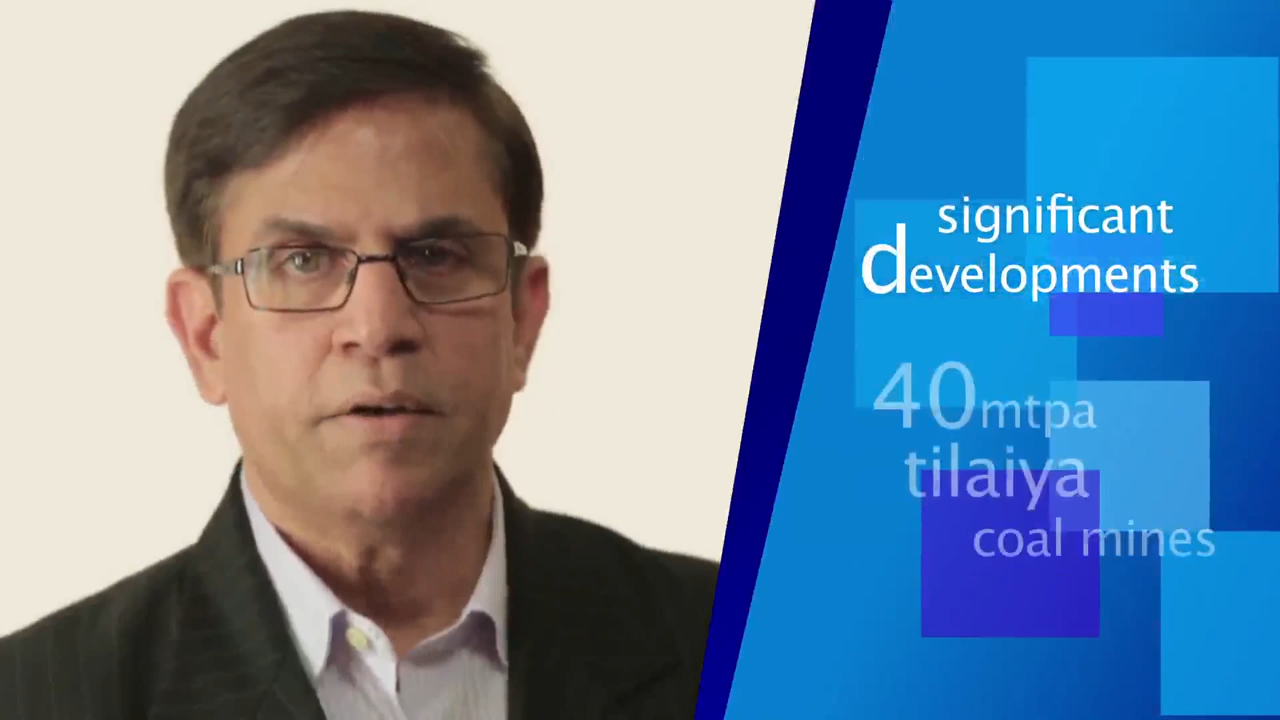 significant
developments
40mtpa
tilaiya
coal mines